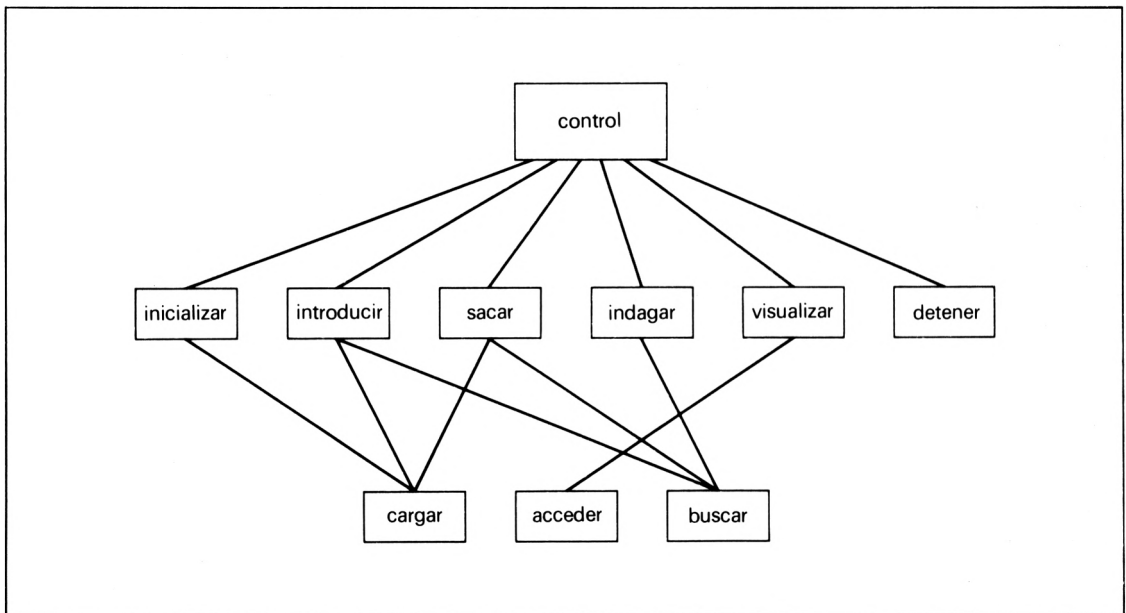 control
inicializar
introducir
sacar
indagar
visualizar
detener
cargar
acceder
buscar